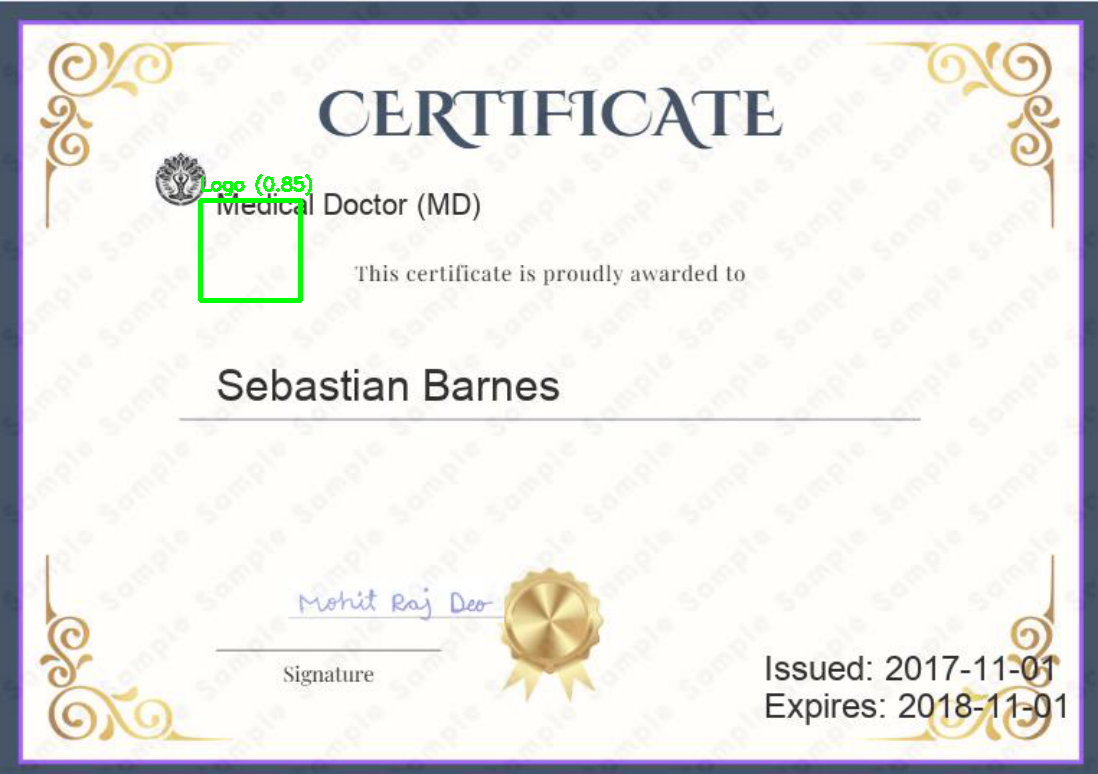 CERTIFICATE
Logo (0.85)
Medical Doctor (MD)
This certificate is proudly awarded to
Sebastian Barnes
Mohit Raj Deo
Signature
Issued: 2017-11-01
Expires: 2018-11-01
Sample